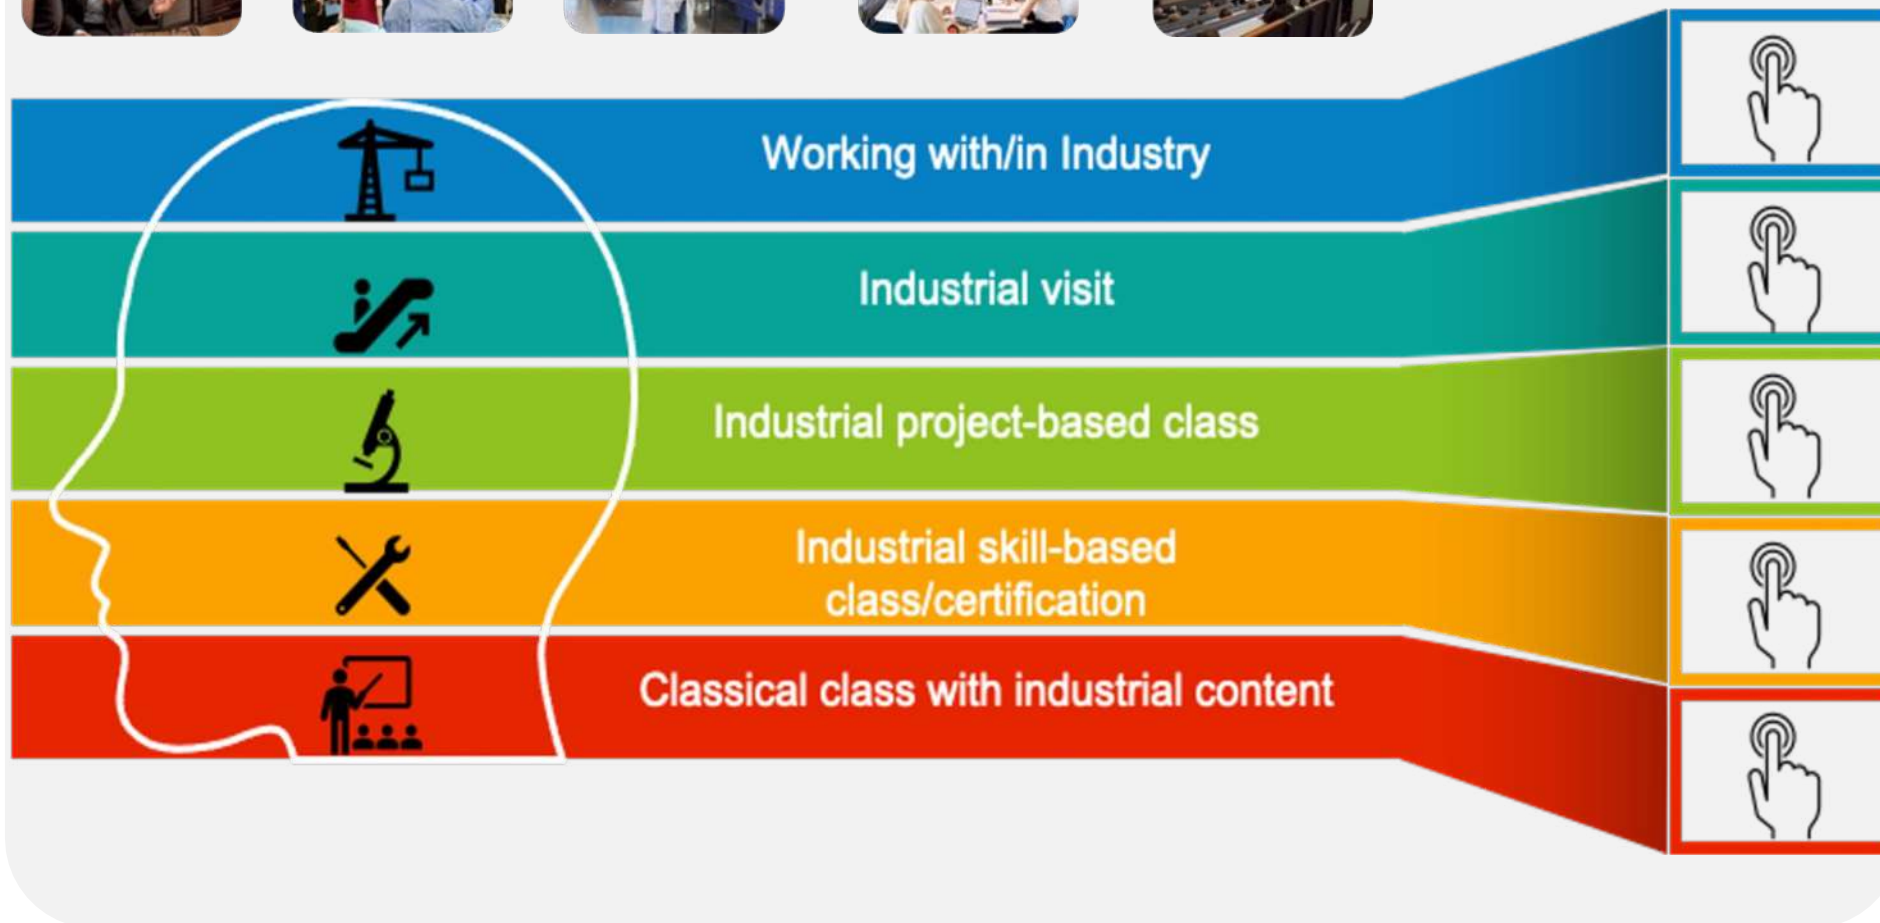 Working with/in Industry
Industrial visit
Industrial project-based class
Industrial skill-based
class/certification
Classical class with industrial content